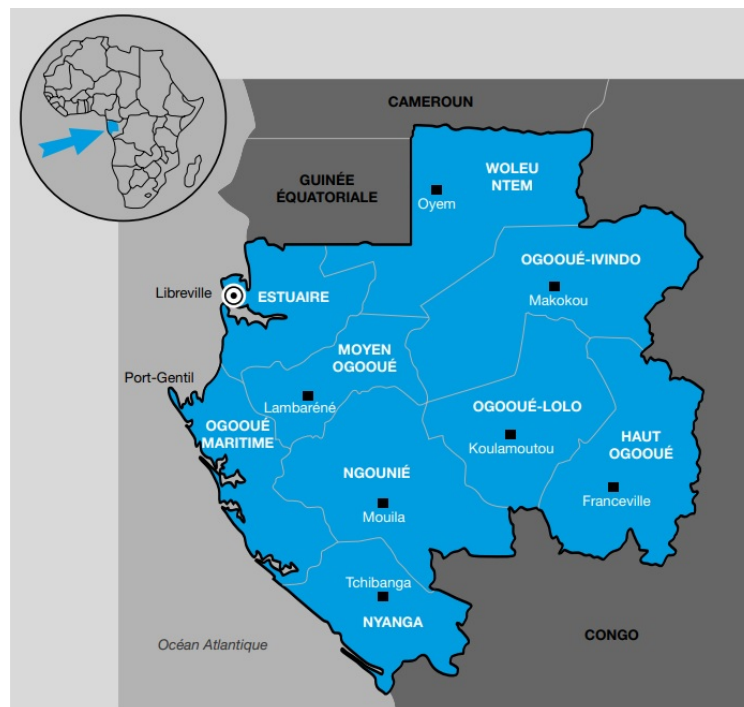 CAMEROUN
WOLEU
NTEM
GUINÉE
ÉQUATORIALE
Oyem
OGOOUÉ-IVINDO
Libreville
ESTUAIRE
Makokou
MOYEN
OGOOUÉ
Port-Gentil
Lambaréné
OGOOUÉ
MARITIME
OGOOUÉ-LOLO
Koulamoutou
HAUT
OGOOUÉ
NGOUNIÉ
Franceville
Mouila
Tchibanga
NYANGA
CONGO
Océan Atlantique